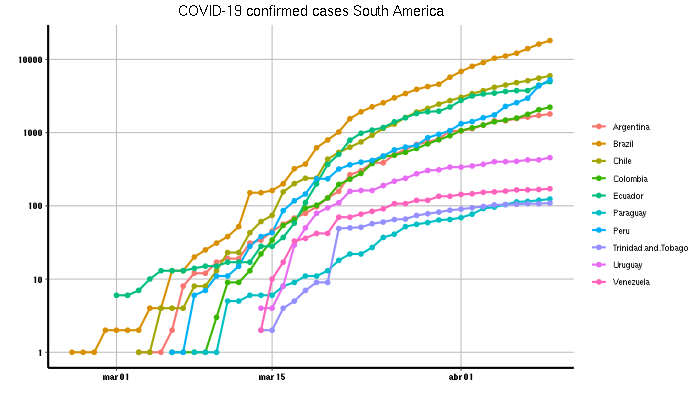 COVID-19 confirmed cases South America
10000
1000
100
10
1
mar 01
mar 15
abr 01
Argentina
Brazil
Chile
Colombia
Ecuador
Paraguay
Peru
Trinidad.and.Tobago
Uruguay
Venezuela